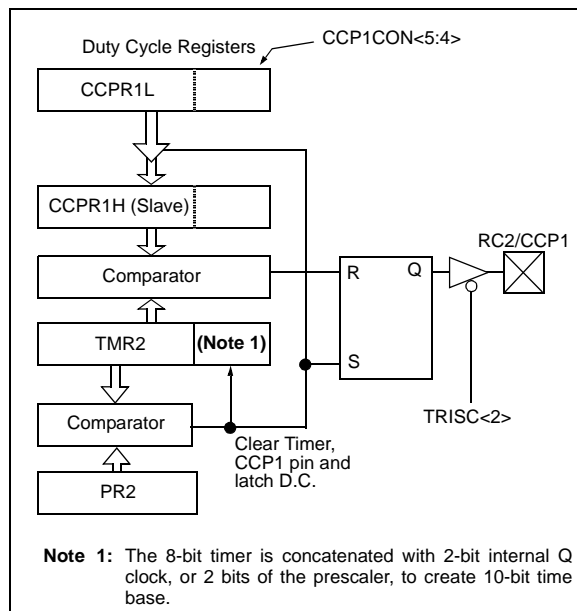 Duty Cycle Registers
CCP1CON<5:4>
CCPR1L
CCPR1H (Slave)
Comparator
TMR2
(Note 1)
Comparator
PR2
Clear Timer,
CCP1 pin and
latch D.C.
R
Q
S
RC2/CCP1
TRISC<2>
Note 1: The 8-bit timer is concatenated with 2-bit internal Q
clock, or 2 bits of the prescaler, to create 10-bit time
base.